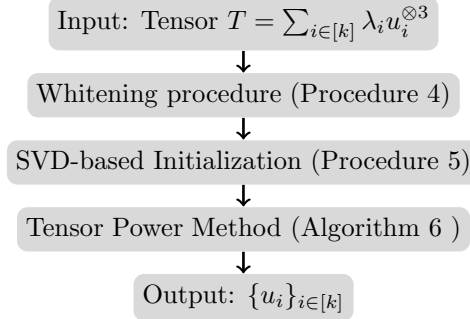 Input: Tensor $T = \sum_{i \in [k]} \lambda_i u_i^{\otimes 3}$
Whitening procedure (Procedure 4)
SVD-based Initialization (Procedure 5)
Tensor Power Method (Algorithm 6 )
Output: $\{u_i\}_{i \in [k]}$